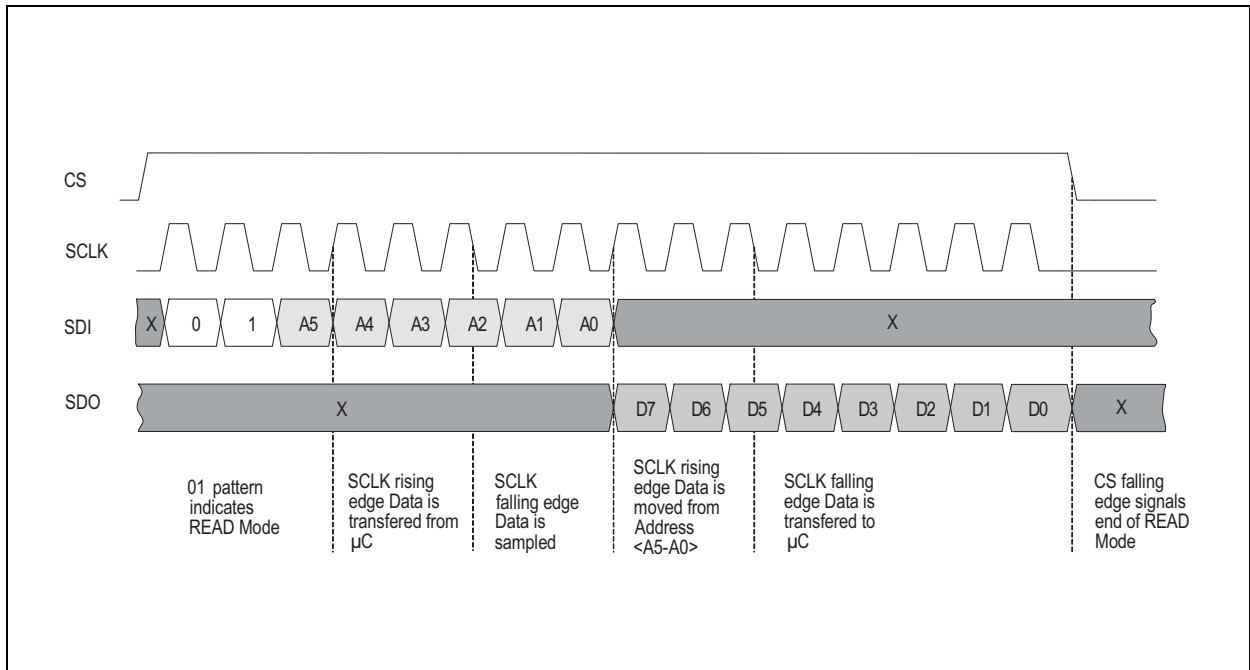 CS
SCLK
SDI
X 0 1 A5 A4 A3 A2 A1 A0 X
SDO
X D7 D6 D5 D4 D3 D2 D1 D0 X
01 pattern
indicates
READ Mode
SCLK rising
edge Data is
transfered from
µC
SCLK
falling edge
Data is
sampled
SCLK rising
edge Data is
moved from
Address
<A5-A0>
SCLK falling
edge Data is
transfered to
µC
CS falling
edge signals
end of READ
Mode